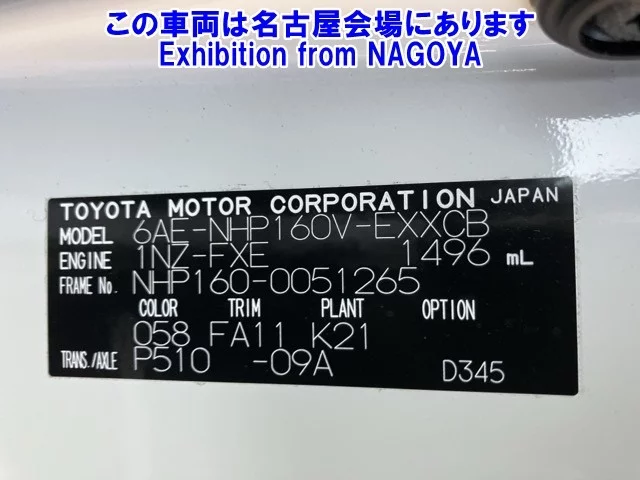 この車両は名古屋会場にあります
Exhibition from NAGOYA
TOYOTA MOTOR CORPORATION JAPAN
MODEL 6AE-NHP160V-EXXCB
ENGINE 1NZ-FXE 1496 mL
FRAME No. NHP160-0051265
COLOR TRIM PLANT OPTION
058 FA11 K21
TRANS./AXLE P510 -09A D345